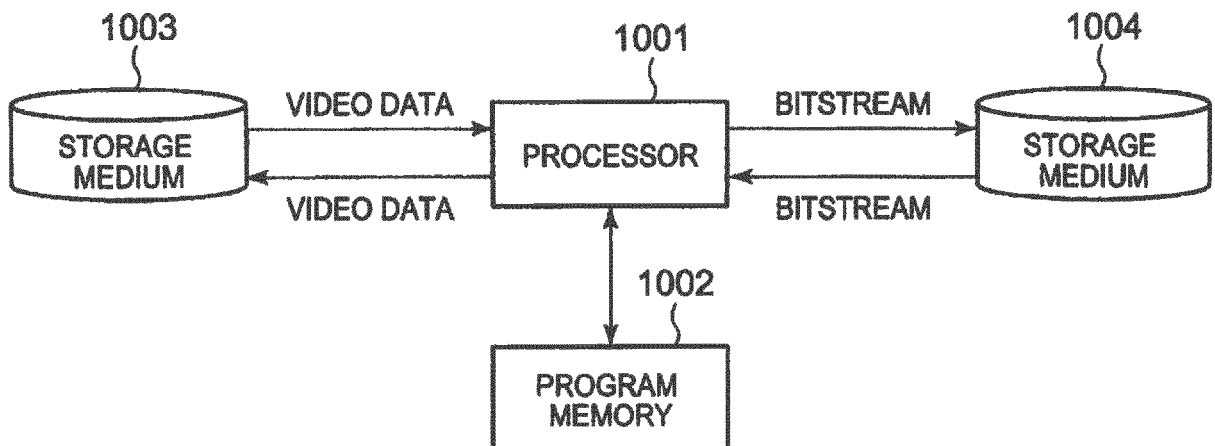 1003
1001
1004
VIDEO DATA
BITSTREAM
STORAGE
MEDIUM
PROCESSOR
STORAGE
MEDIUM
VIDEO DATA
BITSTREAM
1002
PROGRAM
MEMORY